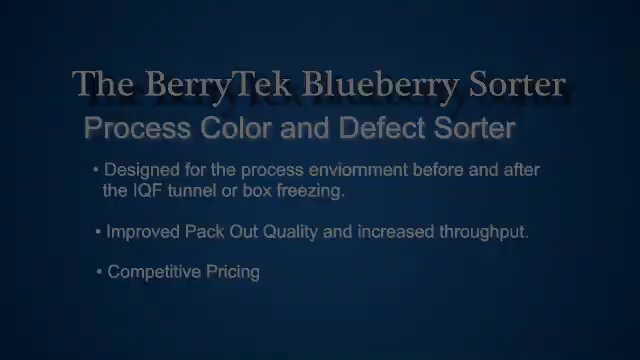 The BerryTek Blueberry Sorter
Process Color and Defect Sorter
• Designed for the process enviornment before and after
the IQF tunnel or box freezing.
• Improved Pack Out Quality and increased throughput.
• Competitive Pricing